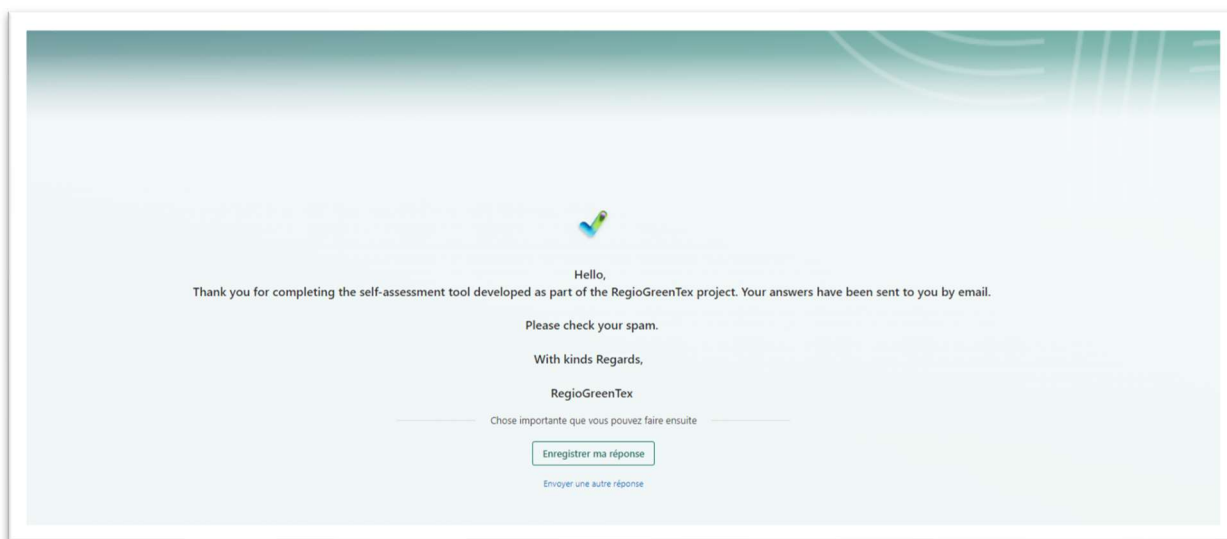 Hello,
Thank you for completing the self-assessment tool developed as part of the RegioGreenTex project. Your answers have been sent to you by email.
Please check your spam.
With kinds Regards,
RegioGreenTex
Chose importante que vous pouvez faire ensuite
Enregistrer ma réponse
Envoyer une autre réponse